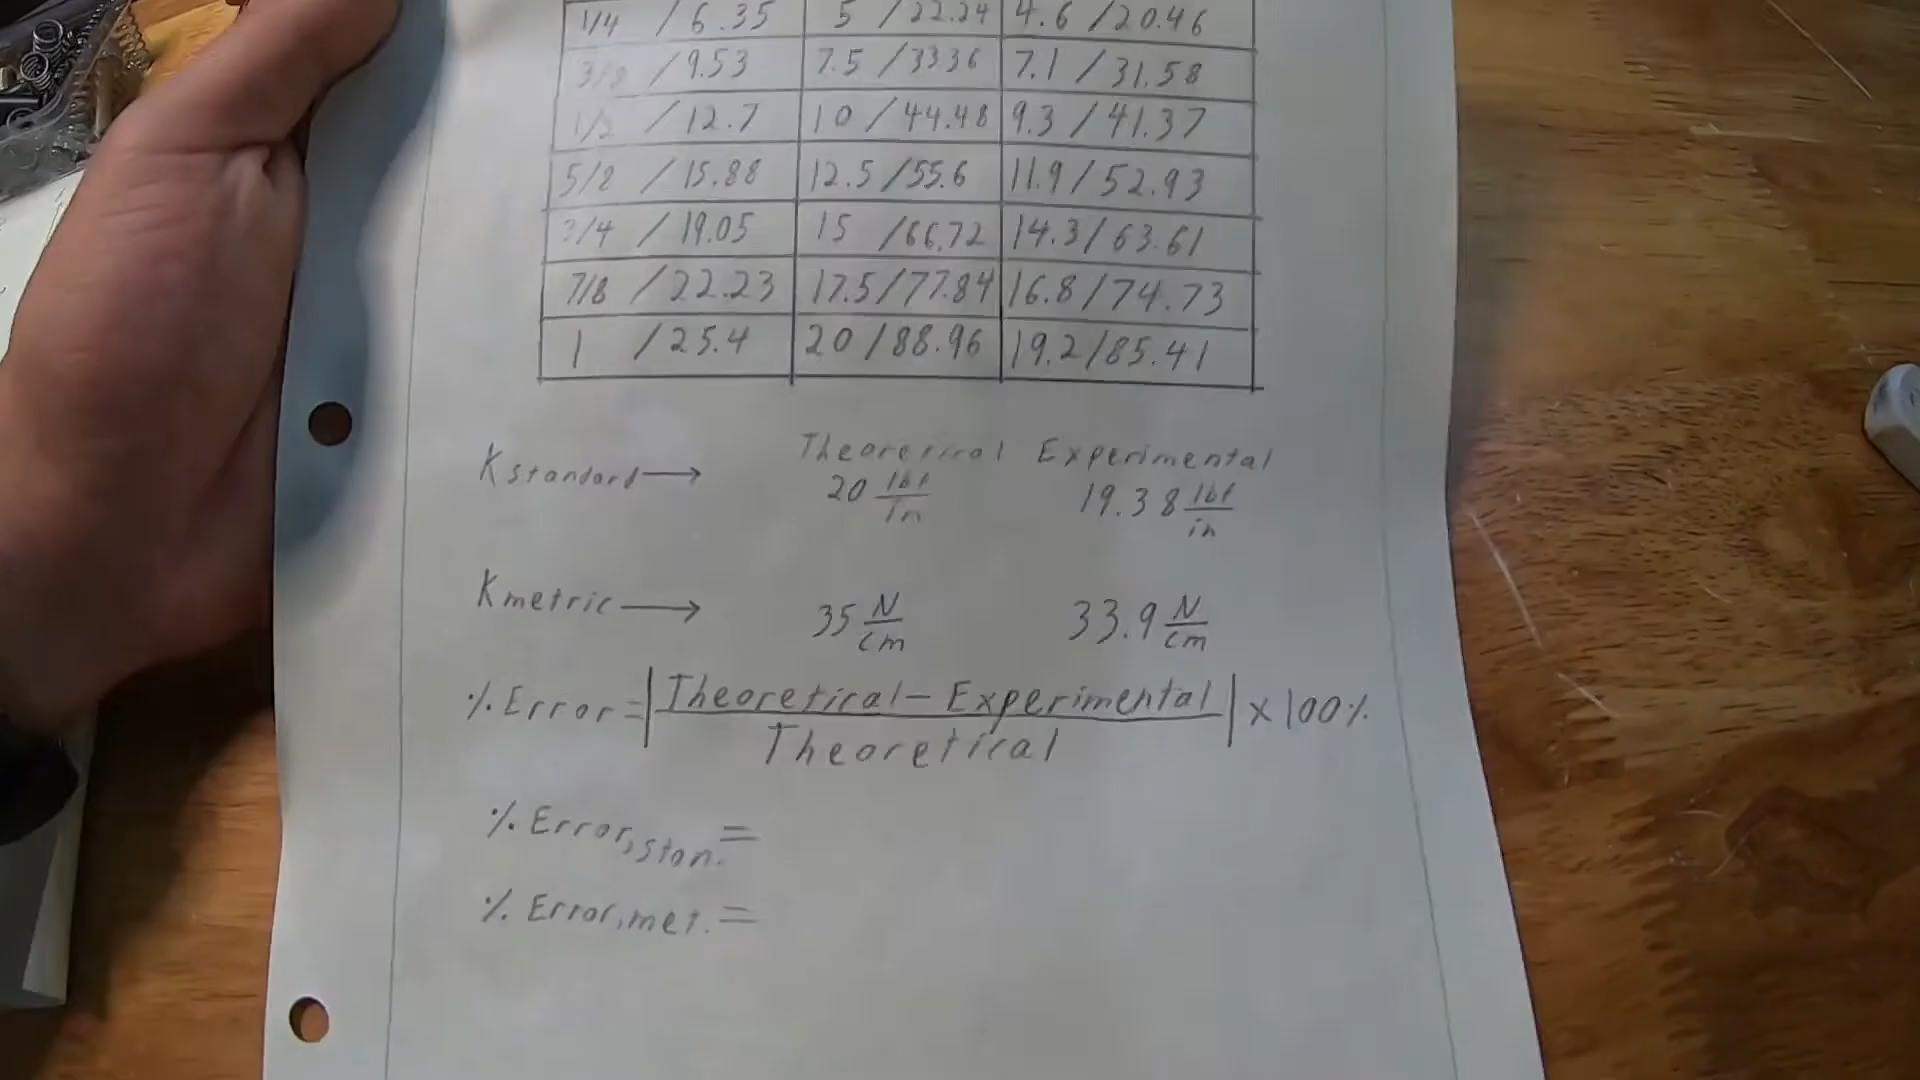 1/4 / 6.35 5 / 22.24 4.6 / 20.46
3/8 / 9.53 7.5 / 33.36 7.1 / 31.58
1/2 / 12.7 10 / 44.48 9.3 / 41.37
5/8 / 15.88 12.5 / 55.6 11.9 / 52.93
3/4 / 19.05 15 / 66.72 14.3 / 63.61
7/8 / 22.23 17.5 / 77.84 16.8 / 74.73
1 / 25.4 20 / 88.96 19.2 / 85.41
Theoretical Experimental
Kstandard → 20 lbf/in 19.38 lbf/in
Kmetric → 35 N/cm 33.9 N/cm
% Error = |Theoretical - Experimental / Theoretical| x 100%
% Error, stan. =
% Error, met. =